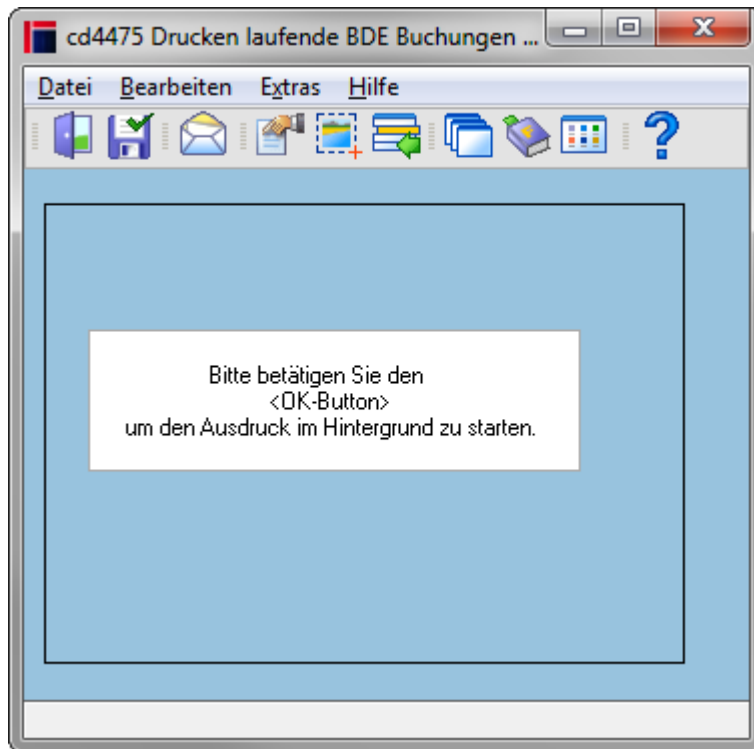 cd4475 Drucken laufende BDE Buchungen ...
Datei Bearbeiten Extras Hilfe
Bitte betätigen Sie den
<OK-Button>
um den Ausdruck im Hintergrund zu starten.